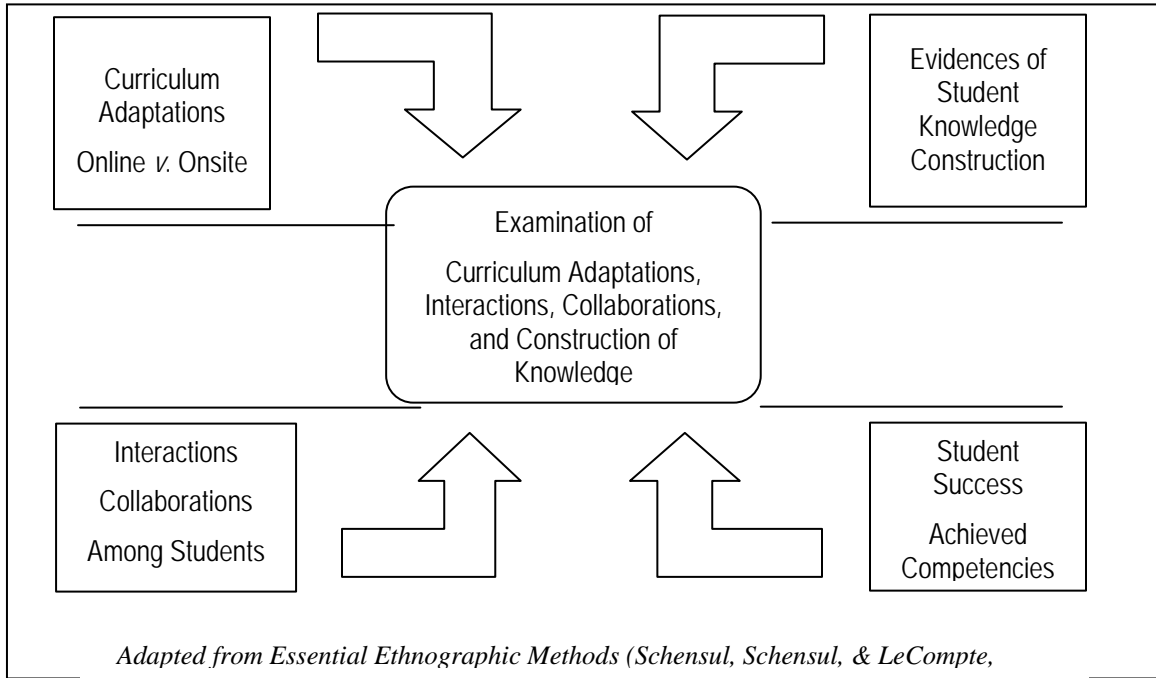 Curriculum
Adaptations
Online v. Onsite
Evidences of
Student
Knowledge
Construction
Examination of
Curriculum Adaptations,
Interactions, Collaborations,
and Construction of
Knowledge
Interactions
Collaborations
Among Students
Student
Success
Achieved
Competencies
Adapted from Essential Ethnographic Methods (Schensul, Schensul, & LeCompte,